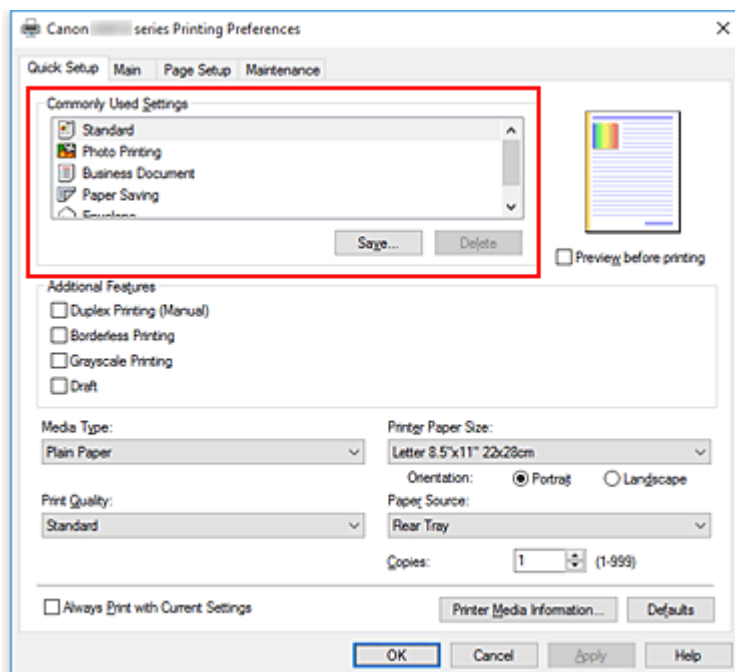 Canon series Printing Preferences
Quick Setup Main Page Setup Maintenance
Commonly Used Settings
Standard
Photo Printing
Business Document
Paper Saving
Envelope
Save... Delete
Preview before printing
Additional Features
Duplex Printing (Manual)
Borderless Printing
Grayscale Printing
Draft
Media Type: Printer Paper Size:
Plain Paper Letter 8.5"x11" 22x28cm
Orientation: Portrait Landscape
Print Quality: Paper Source:
Standard Rear Tray
Copies: 1 (1-999)
Always Print with Current Settings Printer Media Information... Defaults
OK Cancel Apply Help